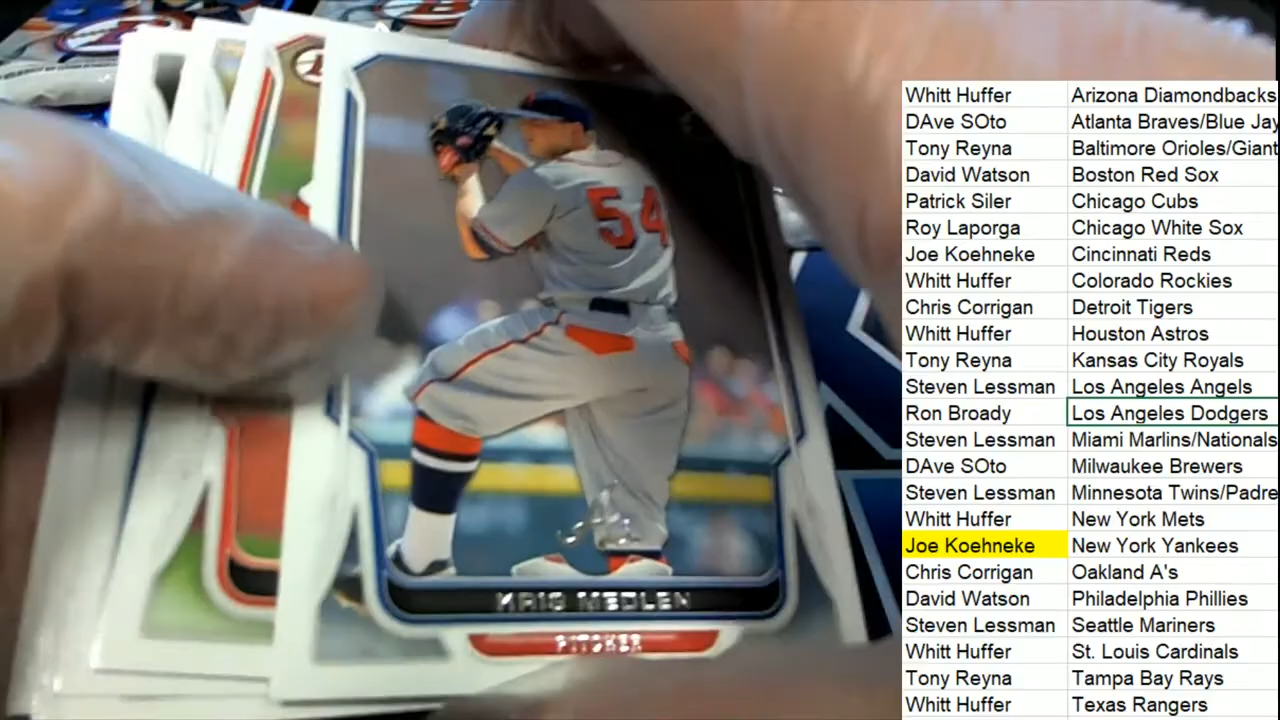 54
KRIS MEDLEN
PITCHER
Whitt Huffer Arizona Diamondbacks
DAve SOto Atlanta Braves/Blue Jay
Tony Reyna Baltimore Orioles/Giant
David Watson Boston Red Sox
Patrick Siler Chicago Cubs
Roy Laporga Chicago White Sox
Joe Koehneke Cincinnati Reds
Whitt Huffer Colorado Rockies
Chris Corrigan Detroit Tigers
Whitt Huffer Houston Astros
Tony Reyna Kansas City Royals
Steven Lessman Los Angeles Angels
Ron Broady Los Angeles Dodgers
Steven Lessman Miami Marlins/Nationals
DAve SOto Milwaukee Brewers
Steven Lessman Minnesota Twins/Padre
Whitt Huffer New York Mets
Joe Koehneke New York Yankees
Chris Corrigan Oakland A's
David Watson Philadelphia Phillies
Steven Lessman Seattle Mariners
Whitt Huffer St. Louis Cardinals
Tony Reyna Tampa Bay Rays
Whitt Huffer Texas Rangers